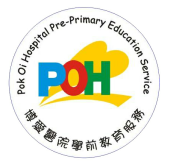 Pok Oi Hospital Pre-Primary Education Service
POH
博愛醫院學前教育服務